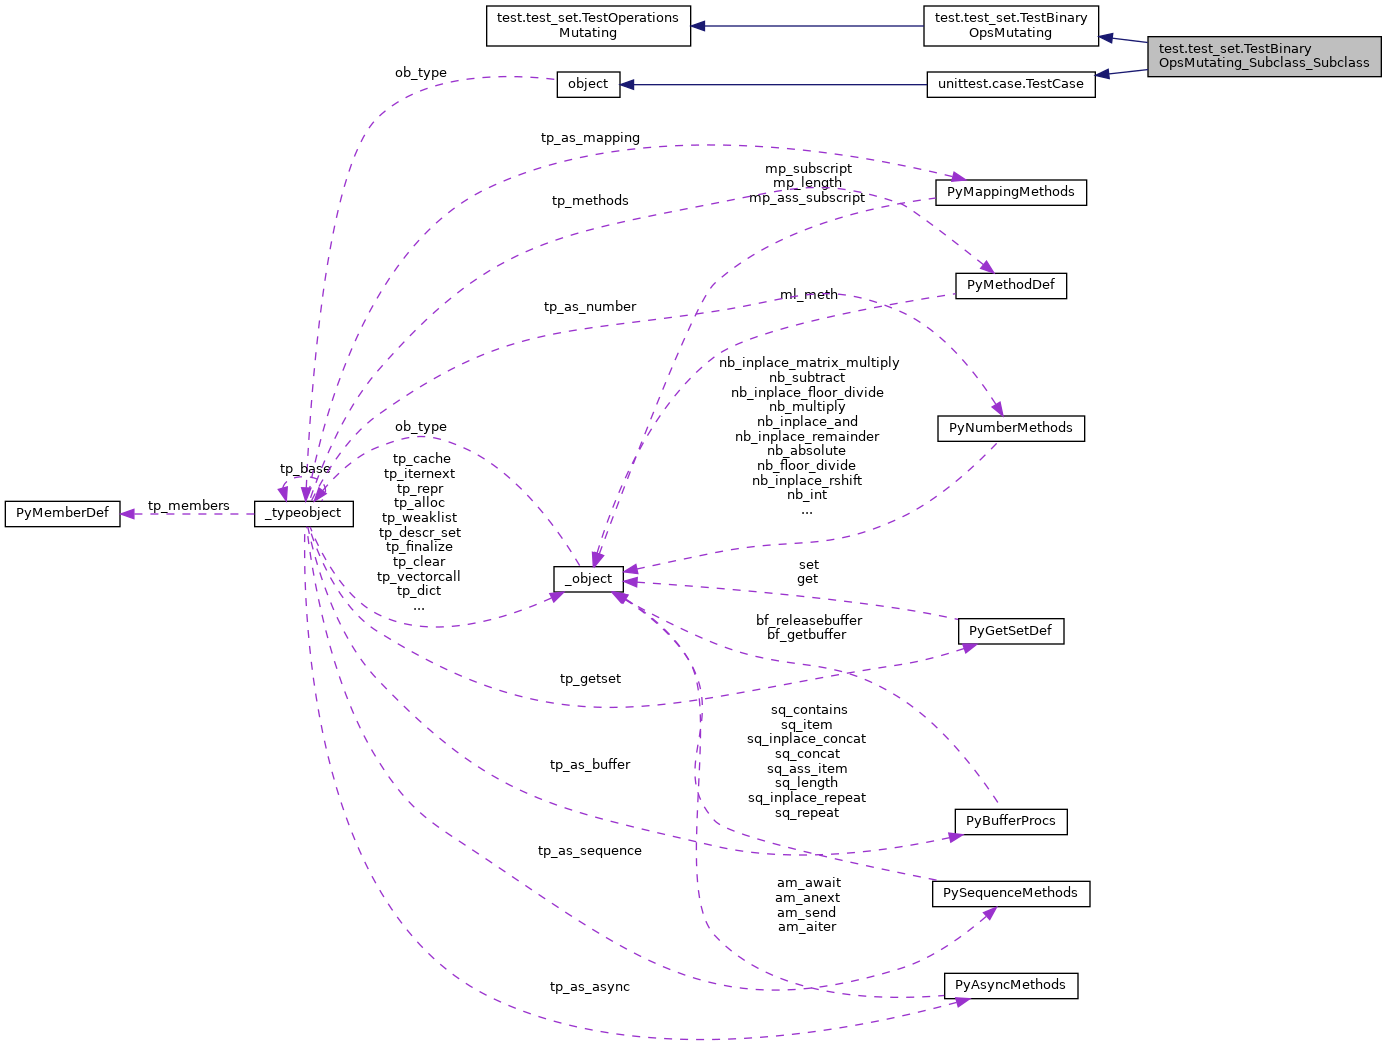 test.test_set.TestOperations
Mutating
test.test_set.TestBinary
OpsMutating
test.test_set.TestBinary
OpsMutating_Subclass_Subclass
ob_type
object
unittest.case.TestCase
tp_as_mapping
mp_subscript
mp_length
mp_ass_subscript
PyMappingMethods
tp_methods
PyMethodDef
ml_meth
tp_as_number
nb_inplace_matrix_multiply
nb_subtract
nb_inplace_floor_divide
nb_multiply
nb_inplace_and
nb_inplace_remainder
nb_absolute
nb_floor_divide
nb_inplace_rshift
nb_int
...
PyNumberMethods
ob_type
tp_base
tp_cache
tp_iternext
tp_repr
tp_alloc
tp_weaklist
tp_descr_set
tp_finalize
tp_clear
tp_vectorcall
tp_dict
...
PyMemberDef
tp_members
_typeobject
_object
set
get
bf_releasebuffer
bf_getbuffer
PyGetSetDef
tp_getset
sq_contains
sq_item
sq_inplace_concat
sq_concat
sq_ass_item
sq_length
sq_inplace_repeat
sq_repeat
tp_as_buffer
PyBufferProcs
tp_as_sequence
am_await
am_anext
am_send
am_aiter
PySequenceMethods
tp_as_async
PyAsyncMethods